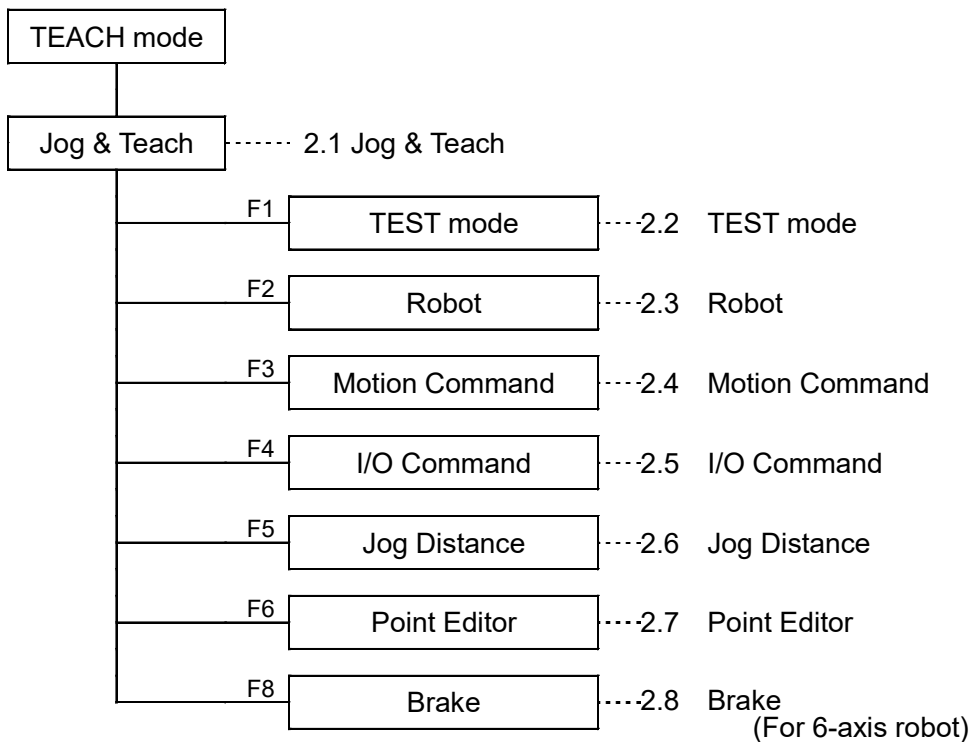 TEACH mode
Jog & Teach 2.1 Jog & Teach
F1 TEST mode 2.2 TEST mode
F2 Robot 2.3 Robot
F3 Motion Command 2.4 Motion Command
F4 I/O Command 2.5 I/O Command
F5 Jog Distance 2.6 Jog Distance
F6 Point Editor 2.7 Point Editor
F8 Brake 2.8 Brake
(For 6-axis robot)